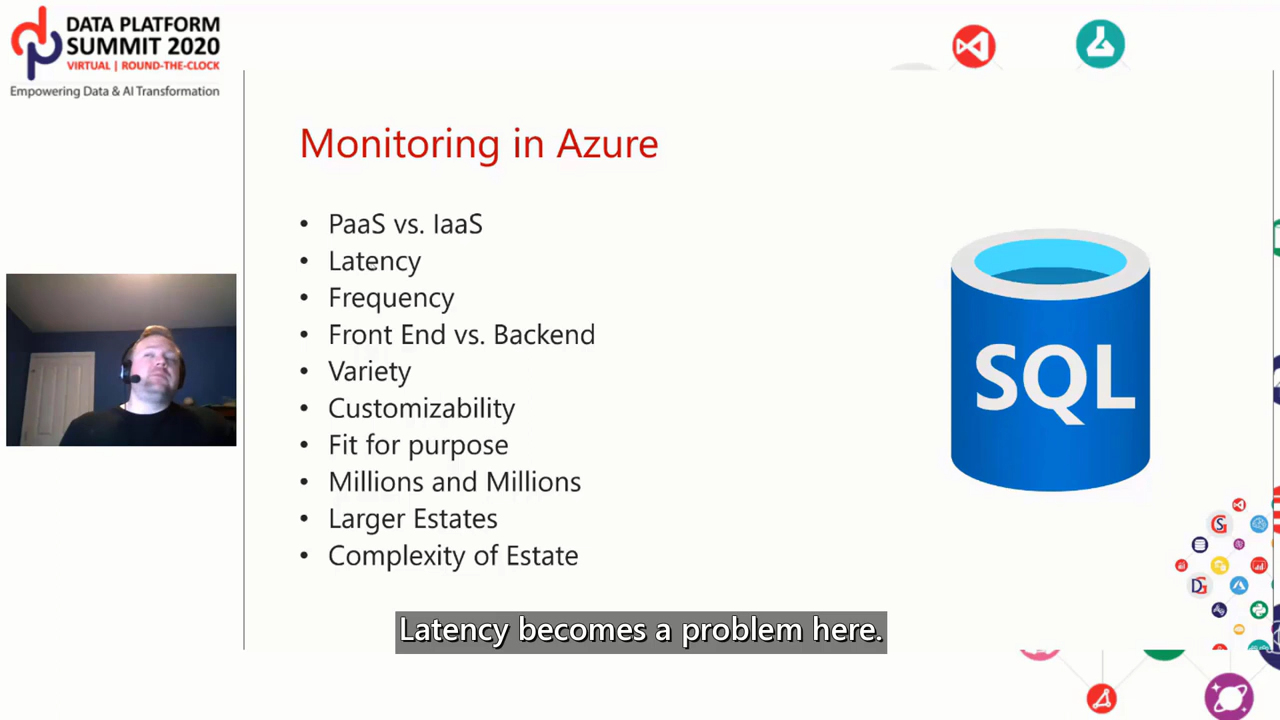 DATA PLATFORM
SUMMIT 2020
VIRTUAL | ROUND-THE-CLOCK
Empowering Data & AI Transformation
Monitoring in Azure
• PaaS vs. IaaS
• Latency
• Frequency
• Front End vs. Backend
• Variety
• Customizability
• Fit for purpose
• Millions and Millions
• Larger Estates
• Complexity of Estate
SQL
Latency becomes a problem here.